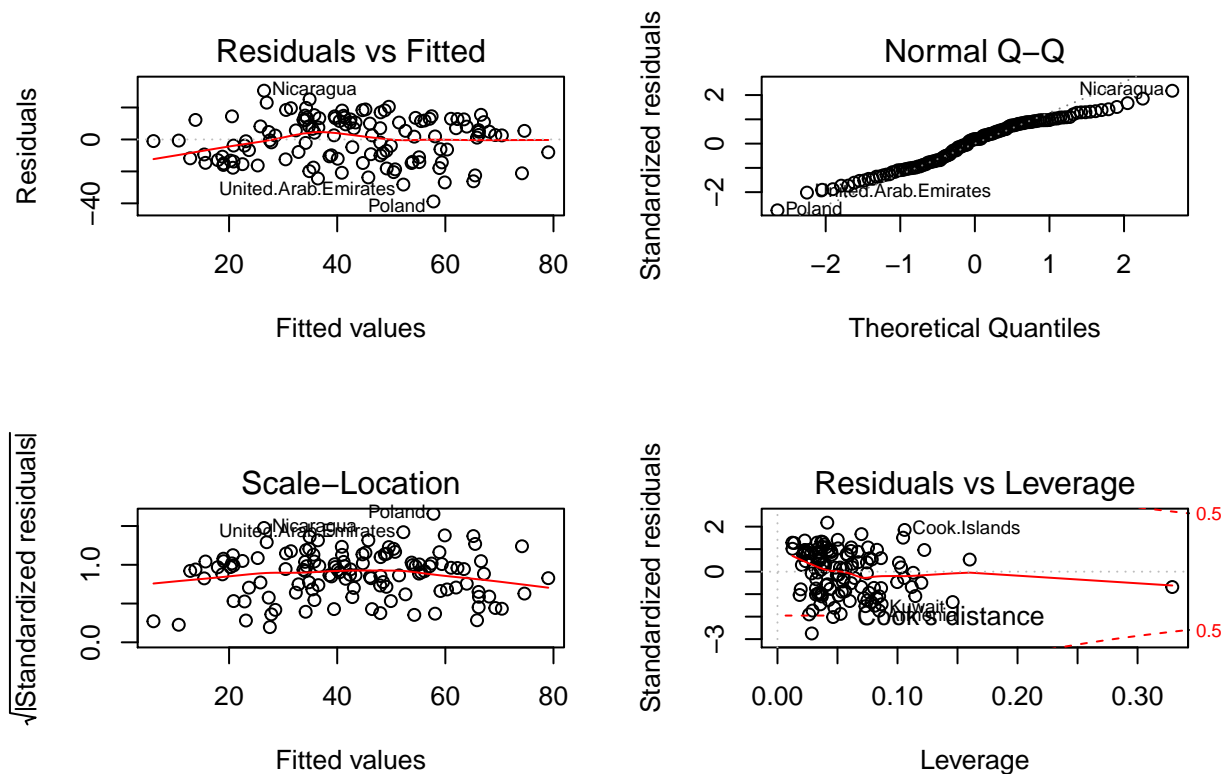 Residuals vs Fitted
Residuals
0
−40
Nicaragua
United.Arab.Emirates
Poland
20 40 60 80
Fitted values
Normal Q−Q
Standardized residuals
2
0
−2
Nicaragua
United.Arab.Emirates
Poland
−2 −1 0 1 2
Theoretical Quantiles
Scale−Location
√|Standardized residuals|
1.0
0.0
Poland
Nicaragua
United.Arab.Emirates
20 40 60 80
Fitted values
Residuals vs Leverage
Standardized residuals
2
0
−3
0.5
Cook.Islands
Kuwait
Armenia
Cook's distance
0.5
0.00 0.10 0.20 0.30
Leverage